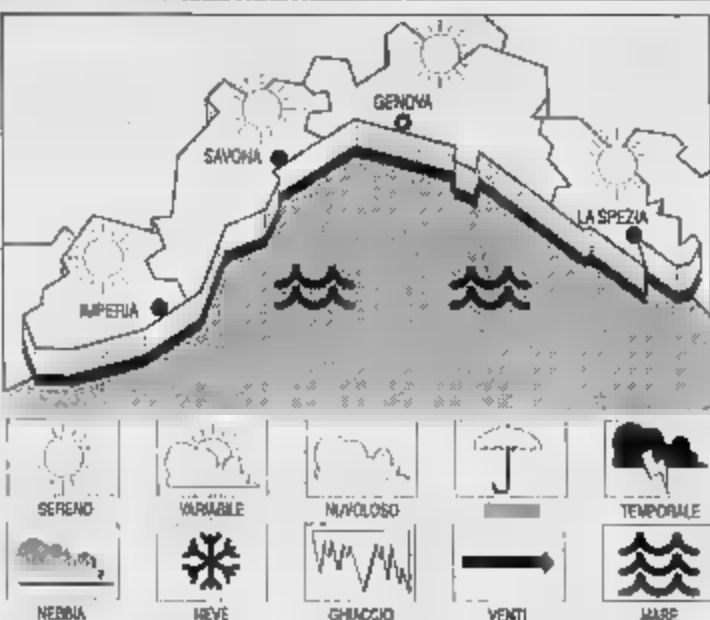 GENOVA
SAVONA
LA SPEZIA
IMPERIA
SERENO VARIABILE NUVOLOSO TEMPORALE
NEBBIA NEVE GHIACCIO VENTI MARE